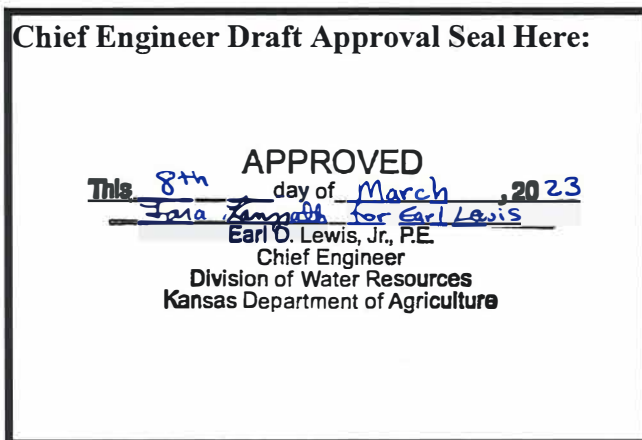 Chief Engineer Draft Approval Seal Here:
APPROVED
This 8th day of March, 2023
for Earl Lewis
Earl D. Lewis, Jr., P.E.
Chief Engineer
Division of Water Resources
Kansas Department of Agriculture